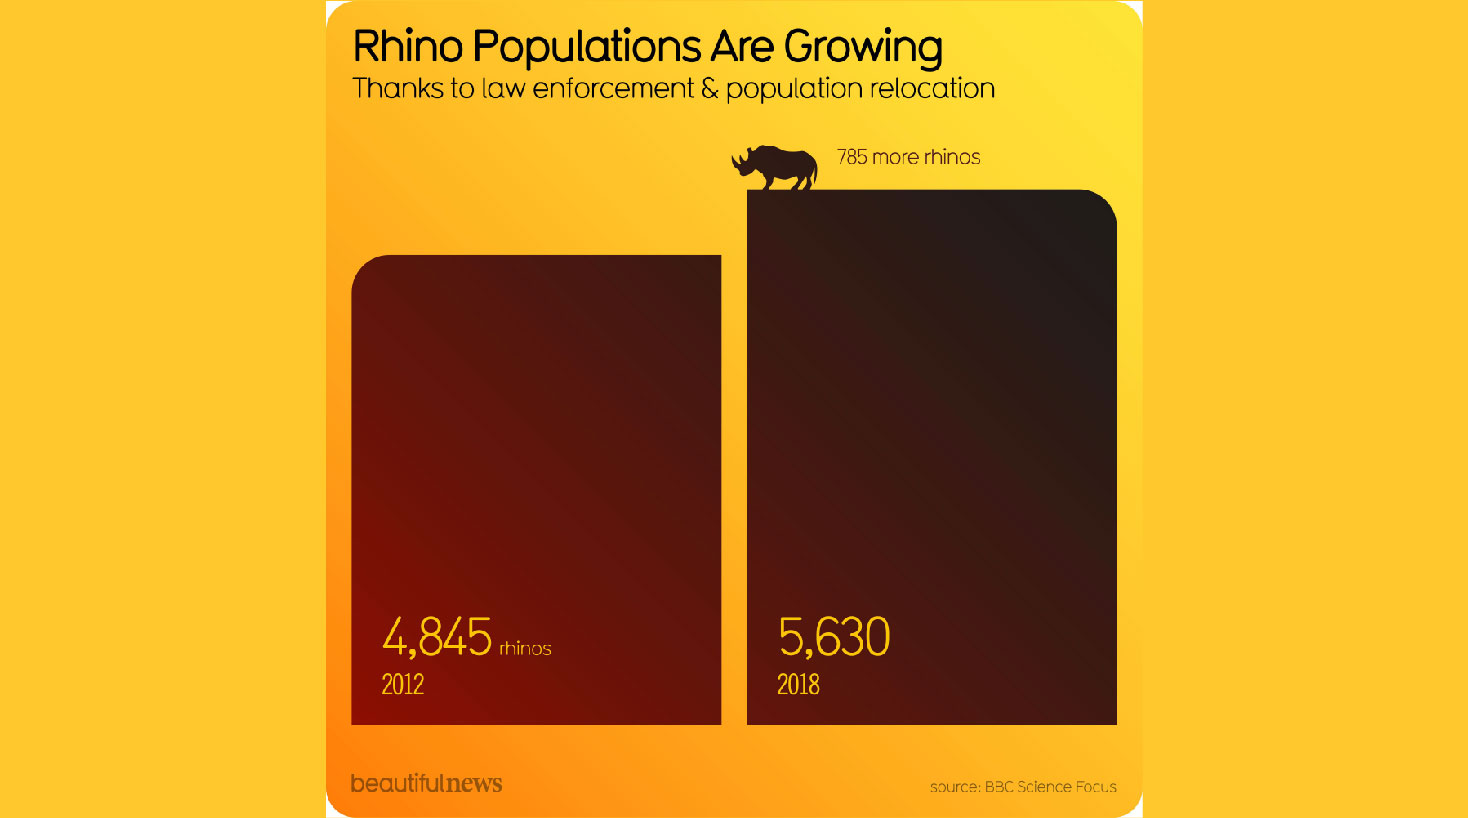 Rhino Populations Are Growing
Thanks to law enforcement & population relocation
785 more rhinos
4,845 rhinos
2012
5,630
2018
beautifulnews
source: BBC Science Focus